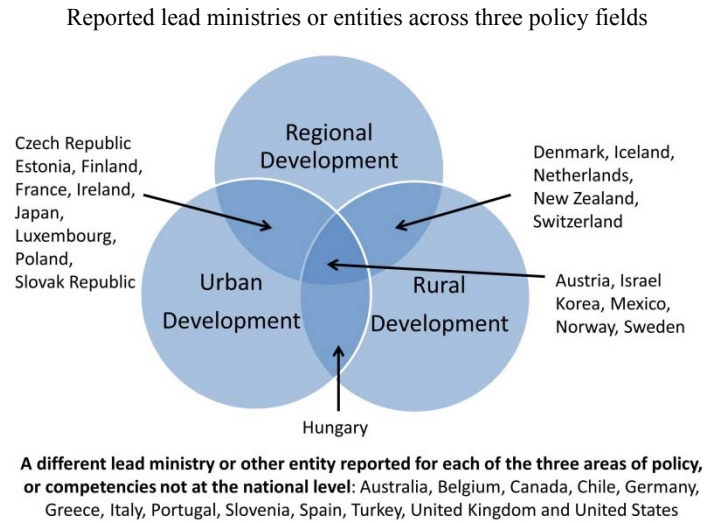 Reported lead ministries or entities across three policy fields
Regional
Development
Czech Republic
Estonia, Finland,
France, Ireland,
Japan,
Luxembourg,
Poland,
Slovak Republic
Denmark, Iceland,
Netherlands,
New Zealand,
Switzerland
Urban
Development
Rural
Development
Austria, Israel
Korea, Mexico,
Norway, Sweden
Hungary
A different lead ministry or other entity reported for each of the three areas of policy,
or competencies not at the national level: Australia, Belgium, Canada, Chile, Germany,
Greece, Italy, Portugal, Slovenia, Spain, Turkey, United Kingdom and United States